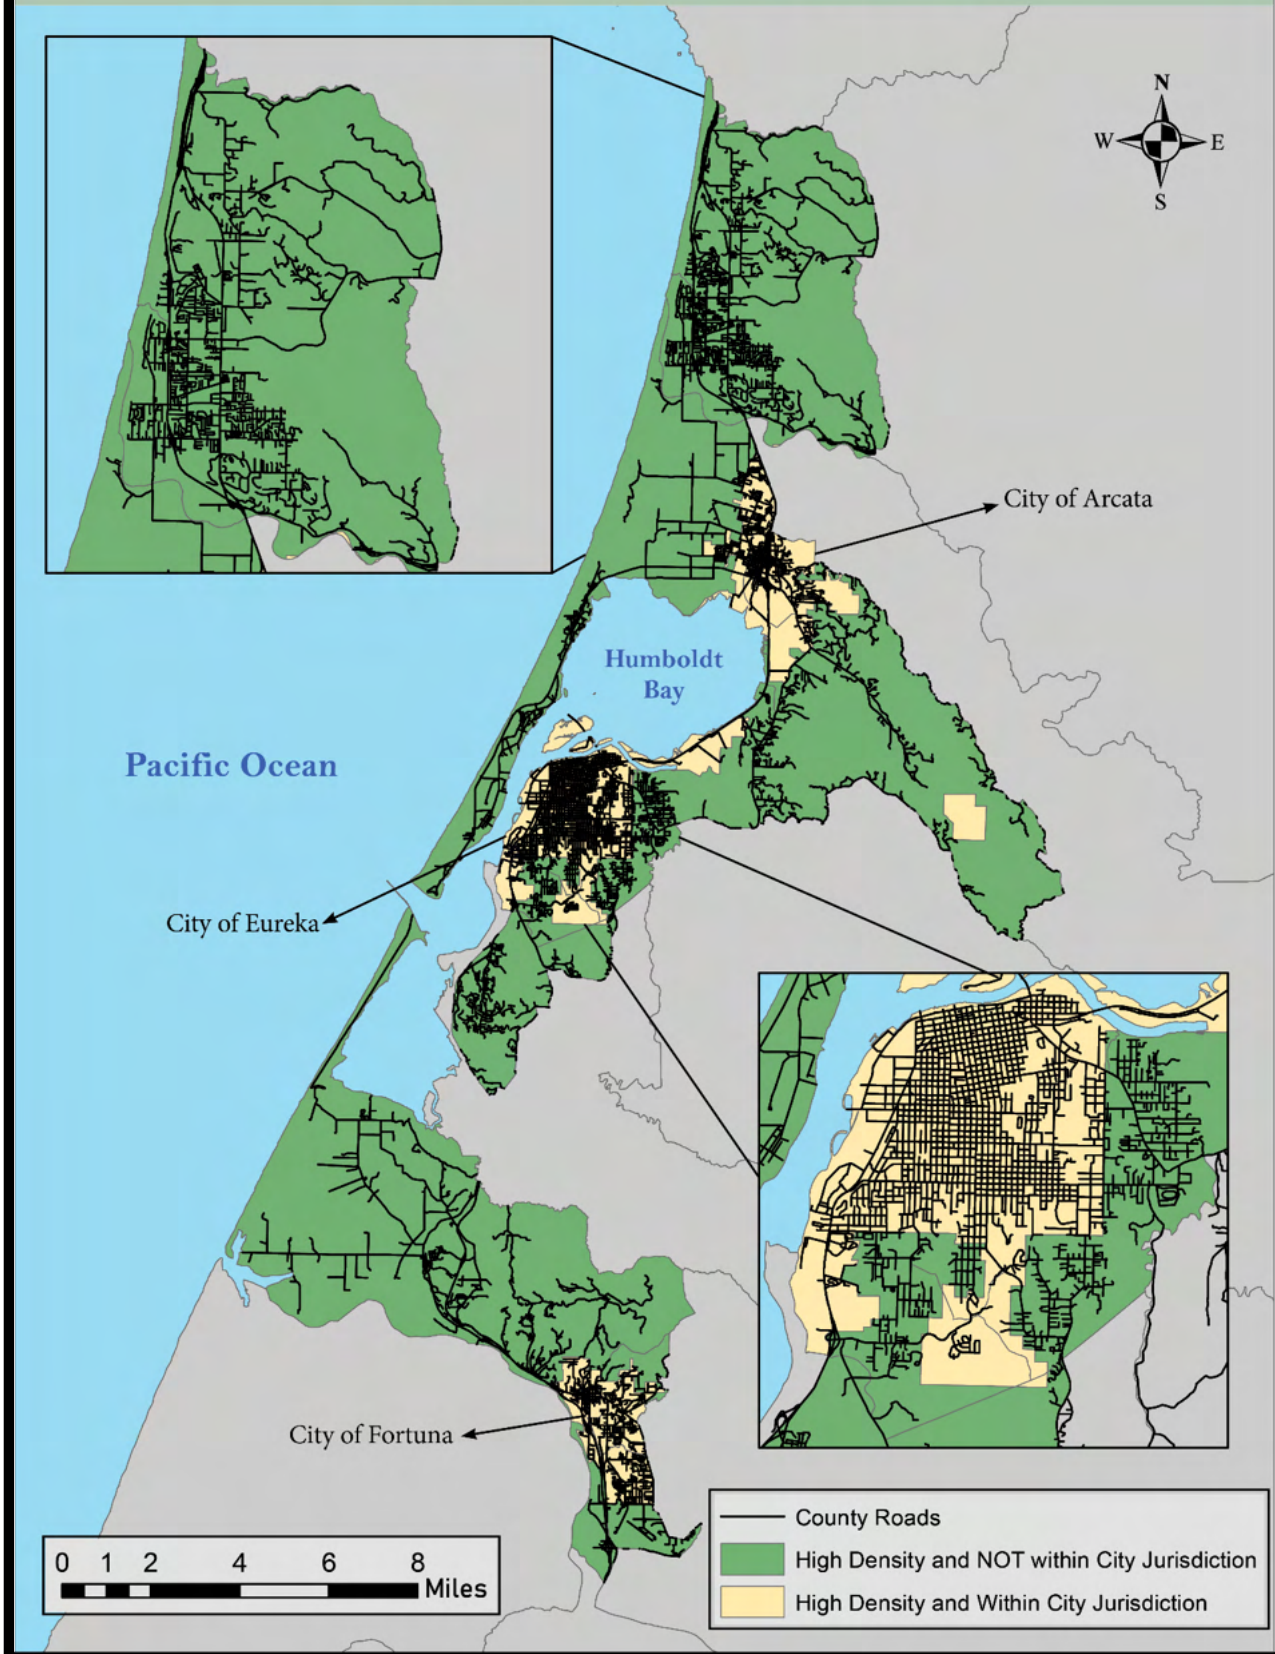 N
W E
S
City of Arcata
Humboldt
Bay
Pacific Ocean
City of Eureka
City of Fortuna
0 1 2 4 6 8
Miles
County Roads
High Density and NOT within City Jurisdiction
High Density and Within City Jurisdiction